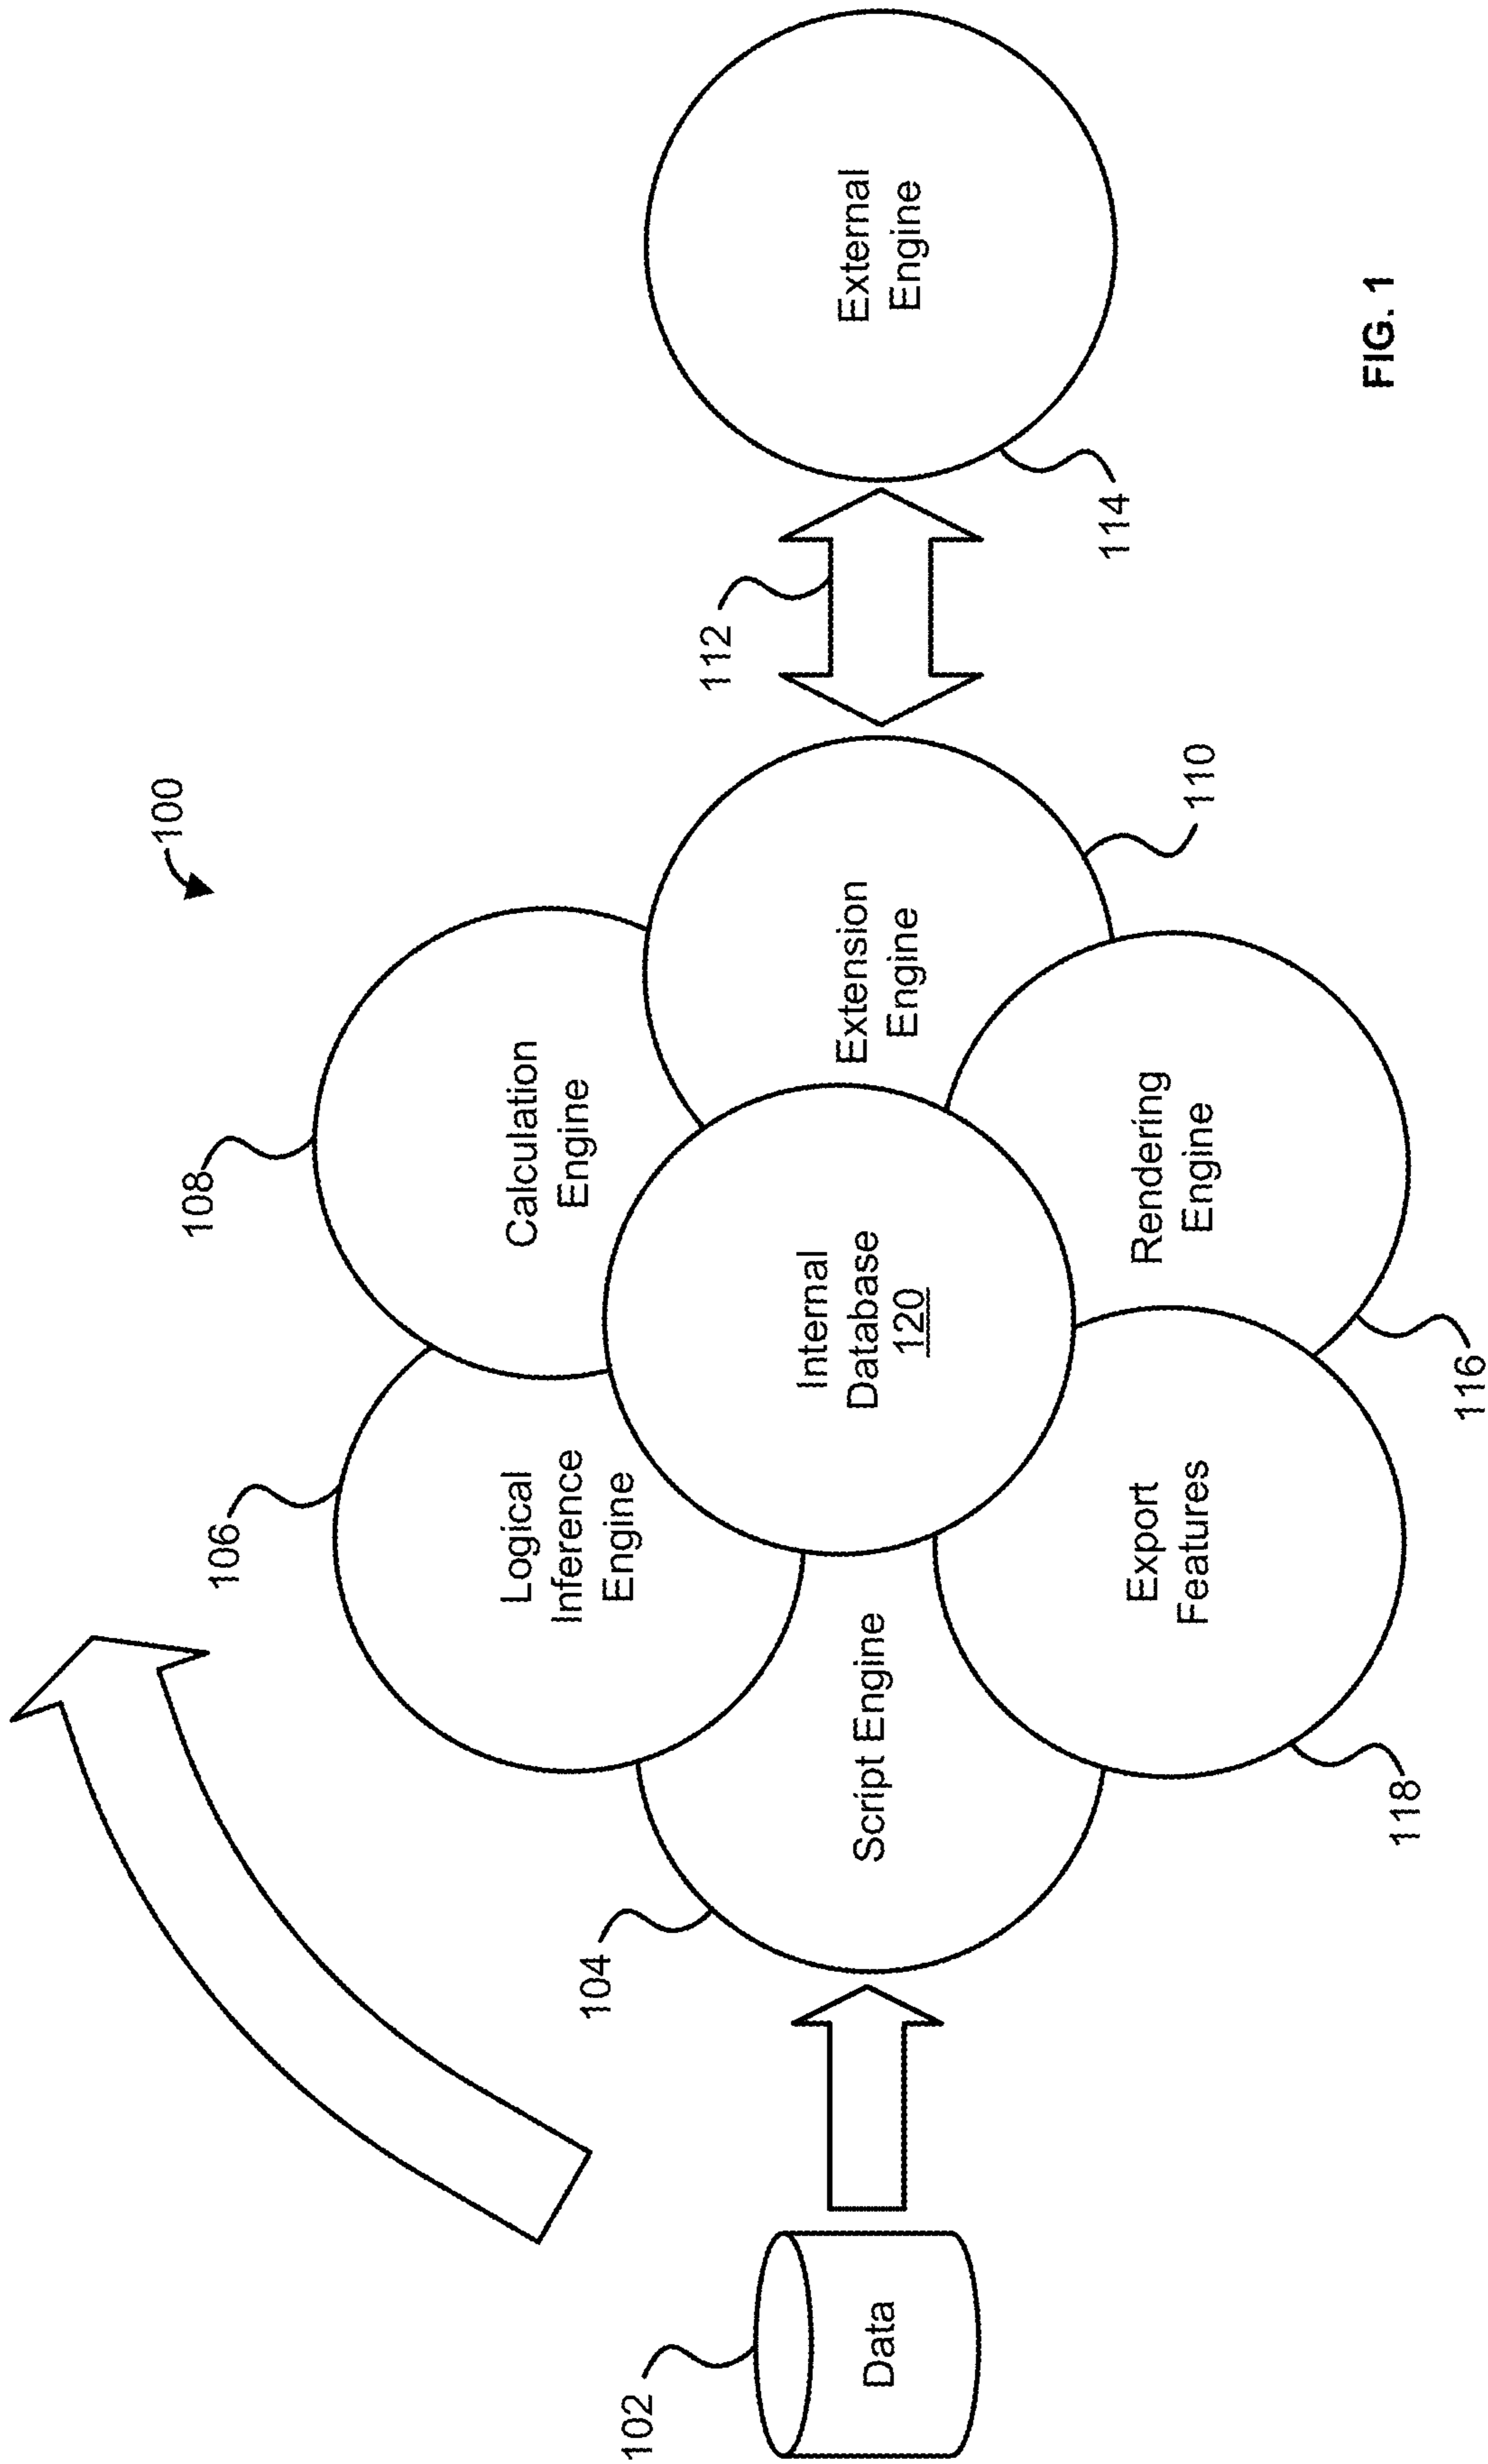 100
108
Calculation
Engine
106
Logical
Inference
Engine
112
External
Engine
114
Extension
Engine
110
Internal
Database
120
104
Script Engine
102
Data
Rendering
Engine
116
Export
Features
118
FIG. 1